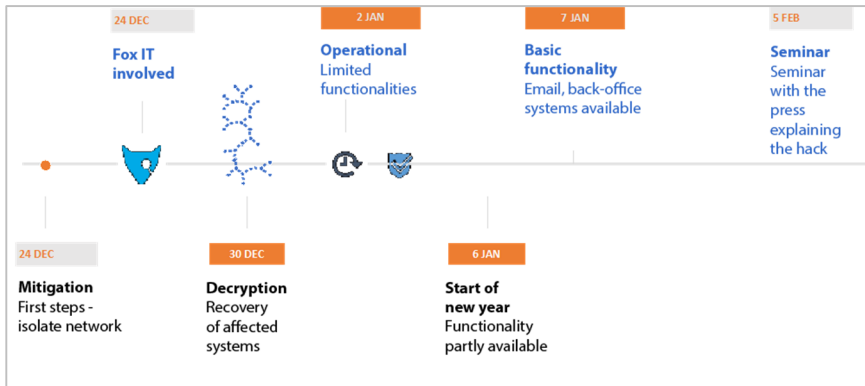 24 DEC
Fox IT
involved
2 JAN
Operational
Limited
functionalities
7 JAN
Basic
functionality
Email, back-office
systems available
5 FEB
Seminar
Seminar
with the
press
explaining
the hack
24 DEC
Mitigation
First steps -
isolate network
30 DEC
Decryption
Recovery
of affected
systems
6 JAN
Start of
new year
Functionality
partly available